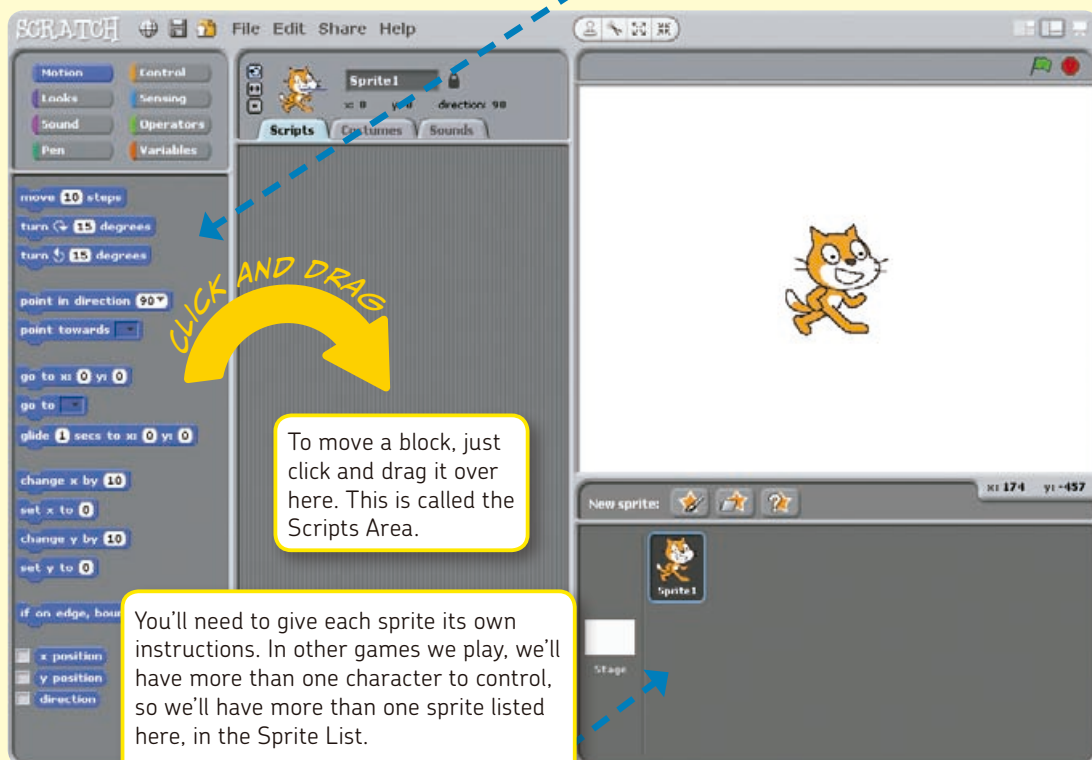 SCRATCH File Edit Share Help
Motion Control
Looks Sensing
Sound Operators
Pen Variables
Sprite1
x: 0 y: 0 direction: 90
Scripts Costumes Sounds
move 10 steps
turn 15 degrees
turn 15 degrees
point in direction 90
point towards
go to x: 0 y: 0
go to
glide 1 secs to x: 0 y: 0
change x by 10
set x to 0
change y by 10
set y to 0
if on edge, bou
x position
y position
direction
CLICK AND DRAG
To move a block, just
click and drag it over
here. This is called the
Scripts Area.
You'll need to give each sprite its own
instructions. In other games we play, we'll
have more than one character to control,
so we'll have more than one sprite listed
here, in the Sprite List.
x: 174 y: -457
New sprite:
Sprite1
Stage